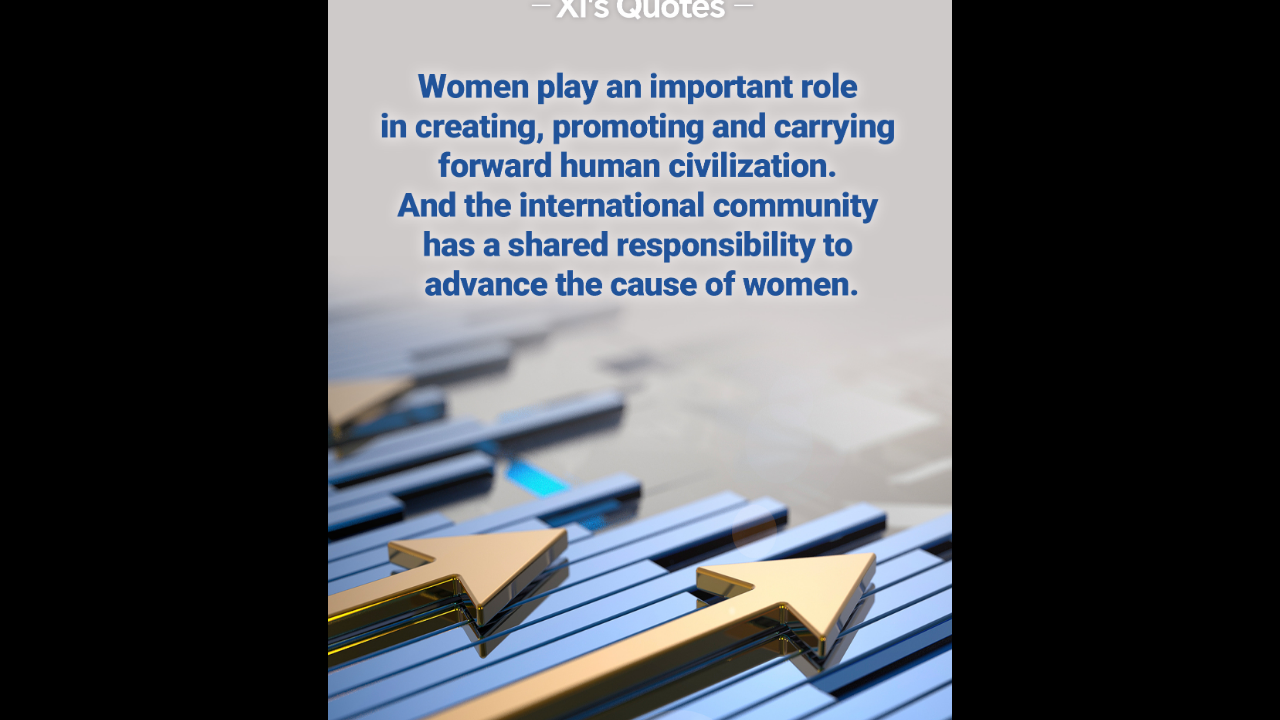 — Xi's Quotes —
Women play an important role
in creating, promoting and carrying
forward human civilization.
And the international community
has a shared responsibility to
advance the cause of women.